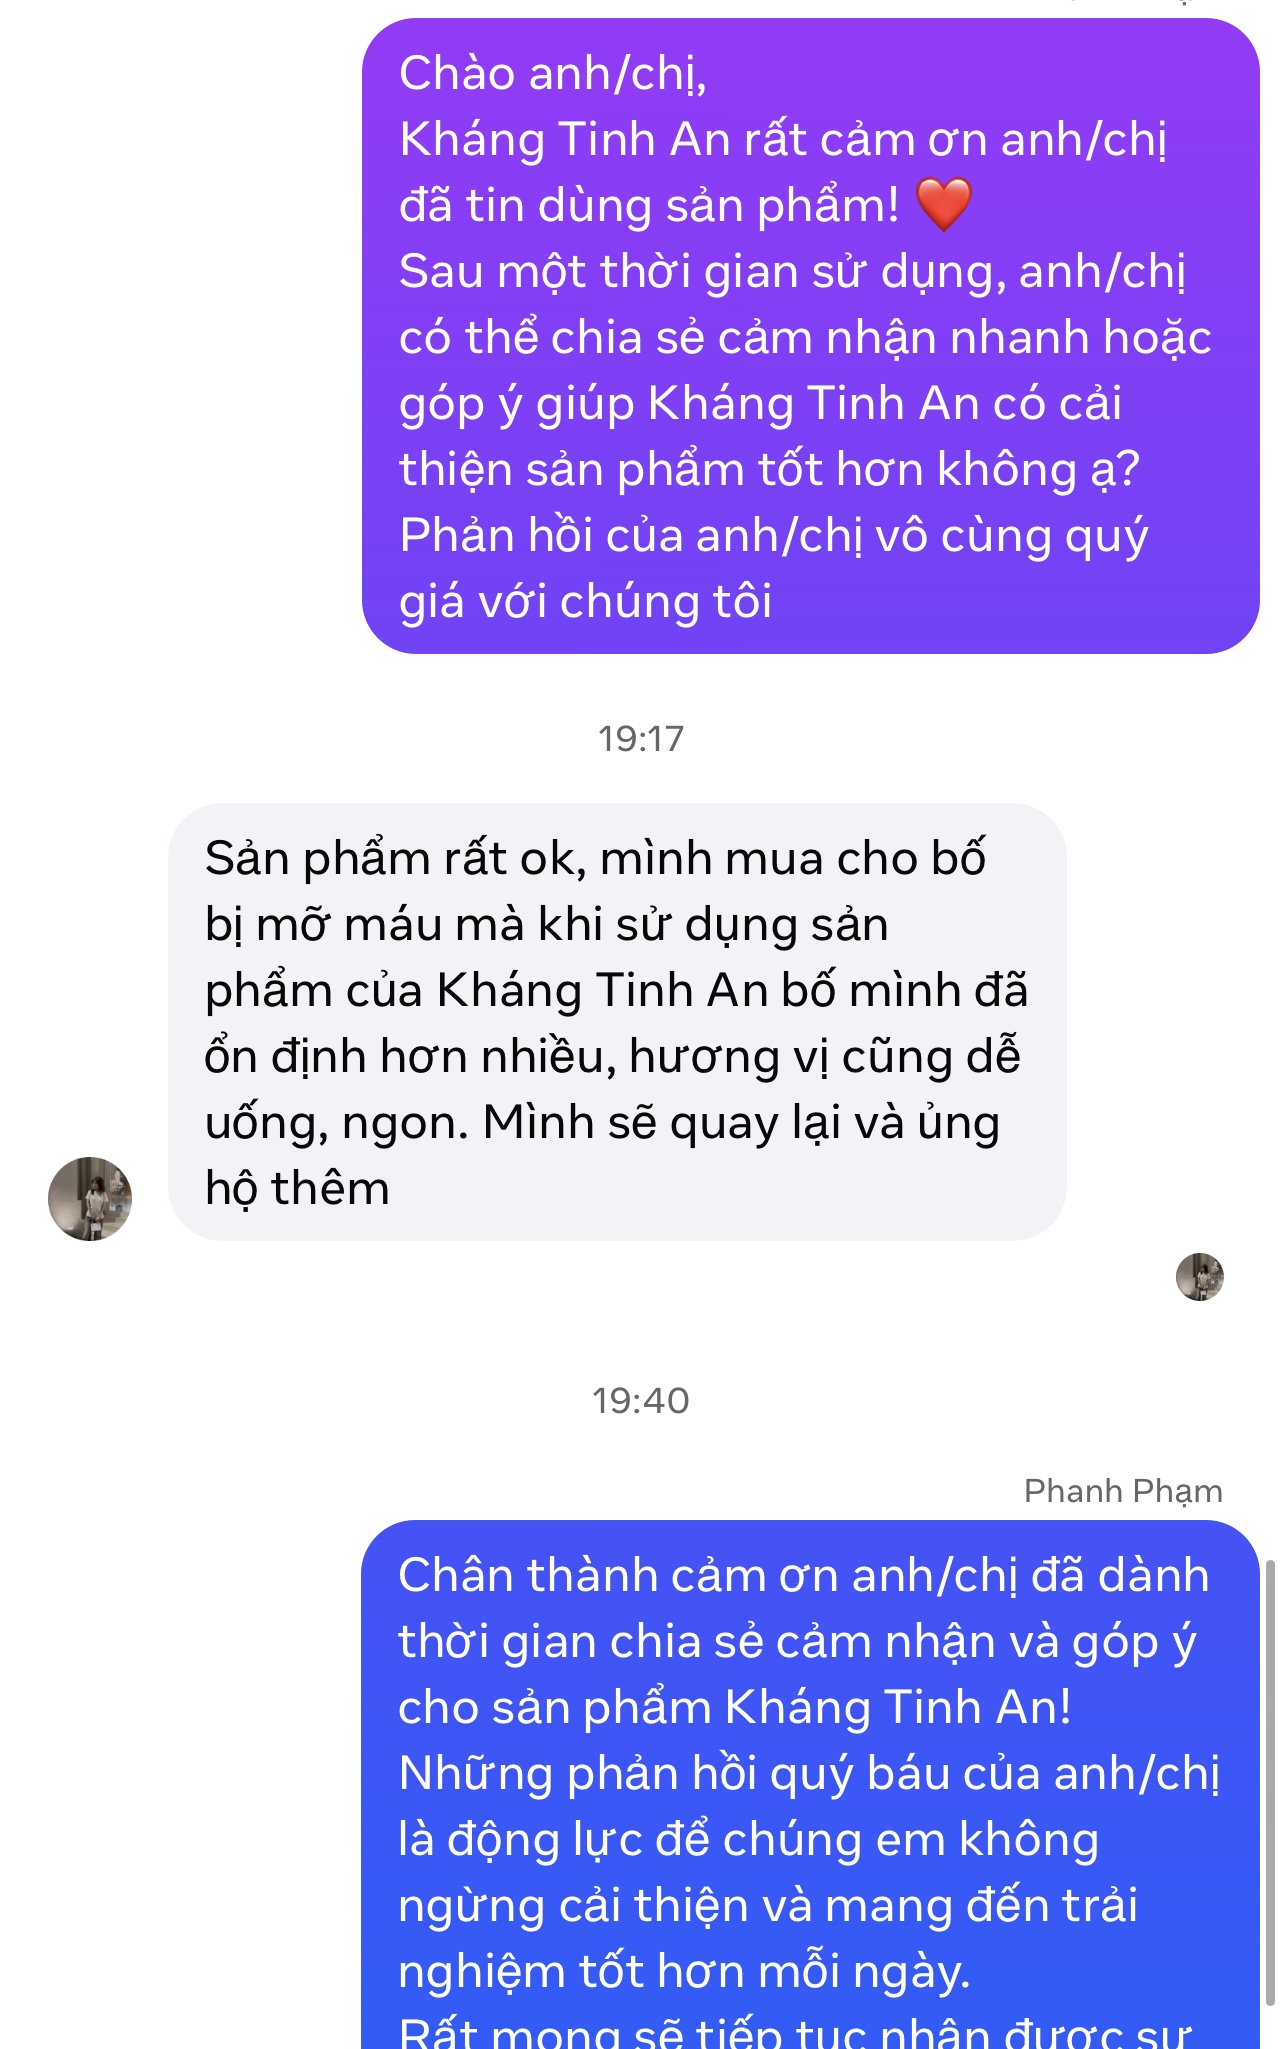 Chào anh/chị,
Kháng Tinh An rất cảm ơn anh/chị
đã tin dùng sản phẩm! ❤️
Sau một thời gian sử dụng, anh/chị
có thể chia sẻ cảm nhận nhanh hoặc
góp ý giúp Kháng Tinh An có cải
thiện sản phẩm tốt hơn không ạ?
Phản hồi của anh/chị vô cùng quý
giá với chúng tôi
19:17
Sản phẩm rất ok, mình mua cho bố
bị mỡ máu mà khi sử dụng sản
phẩm của Kháng Tinh An bố mình đã
ổn định hơn nhiều, hương vị cũng dễ
uống, ngon. Mình sẽ quay lại và ủng
hộ thêm
19:40
Phanh Phạm
Chân thành cảm ơn anh/chị đã dành
thời gian chia sẻ cảm nhận và góp ý
cho sản phẩm Kháng Tinh An!
Những phản hồi quý báu của anh/chị
là động lực để chúng em không
ngừng cải thiện và mang đến trải
nghiệm tốt hơn mỗi ngày.
Rất mong sẽ tiếp tục nhận được sự